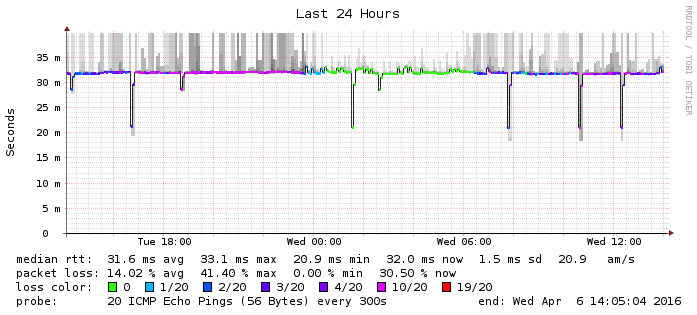 Last 24 Hours
RRDTOOL / TOBI OETIKER
Seconds
35 m
30 m
25 m
20 m
15 m
10 m
5 m
0
Tue 18:00 Wed 00:00 Wed 06:00 Wed 12:00
median rtt: 31.6 ms avg 33.1 ms max 20.9 ms min 32.0 ms now 1.5 ms sd 20.9 am/s
packet loss: 14.02 % avg 41.40 % max 0.00 % min 30.50 % now
loss color: 0 1/20 2/20 3/20 4/20 10/20 19/20
probe: 20 ICMP Echo Pings (56 Bytes) every 300s end: Wed Apr 6 14:05:04 2016